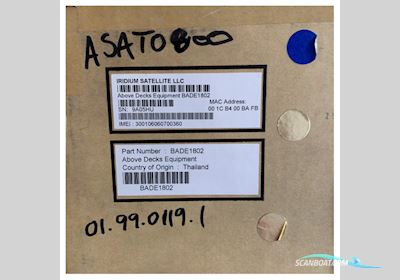 ASAT0800
IRIDIUM SATELLITE LLC
Above Decks Equipment BADE1802
MAC Address:
SN: 9A05HU
00 1C B4 00 BA FB
IMEI : 300106060700360
Part Number : BADE1802
Above Decks Equipment
Country of Origin : Thailand
BADE1802
01.99.0119.1
SCANBOAT.COM